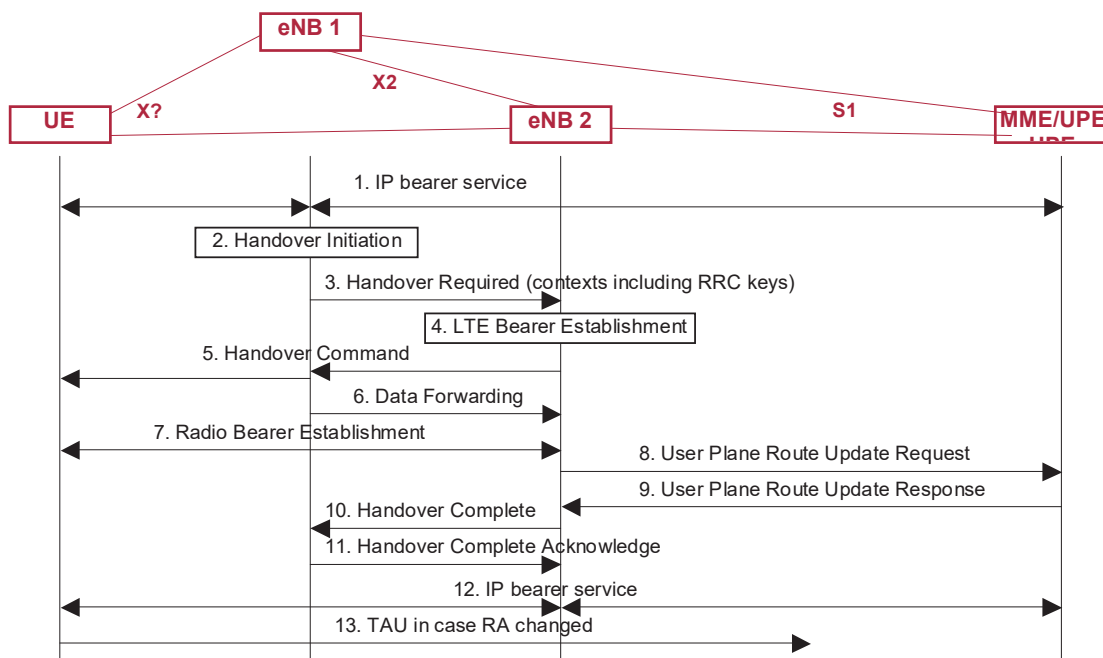 eNB 1
X2
X?
S1
UE
eNB 2
MME/UPE
1. IP bearer service
2. Handover Initiation
3. Handover Required (contexts including RRC keys)
4. LTE Bearer Establishment
5. Handover Command
6. Data Forwarding
7. Radio Bearer Establishment
8. User Plane Route Update Request
9. User Plane Route Update Response
10. Handover Complete
11. Handover Complete Acknowledge
12. IP bearer service
13. TAU in case RA changed